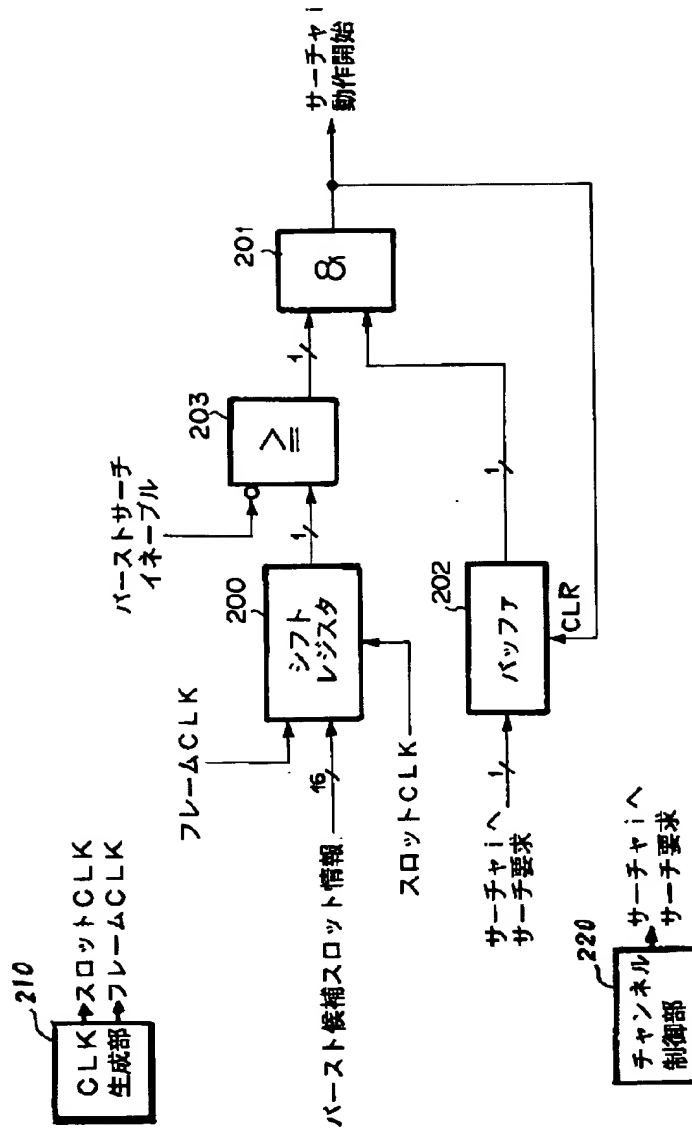 210
CLK
生成部
スロットCLK
フレームCLK
バースト候補スロット情報
16
フレームCLK
スロットCLK
200
シフト
レジスタ
1
バーストサーチ
イネーブル
203
>=
1
201
&
サーチャi
動作開始
サーチャiへ
サーチ要求
1
202
バッファ
CLR
1
220
チャンネル
制御部
サーチャiへ
サーチ要求